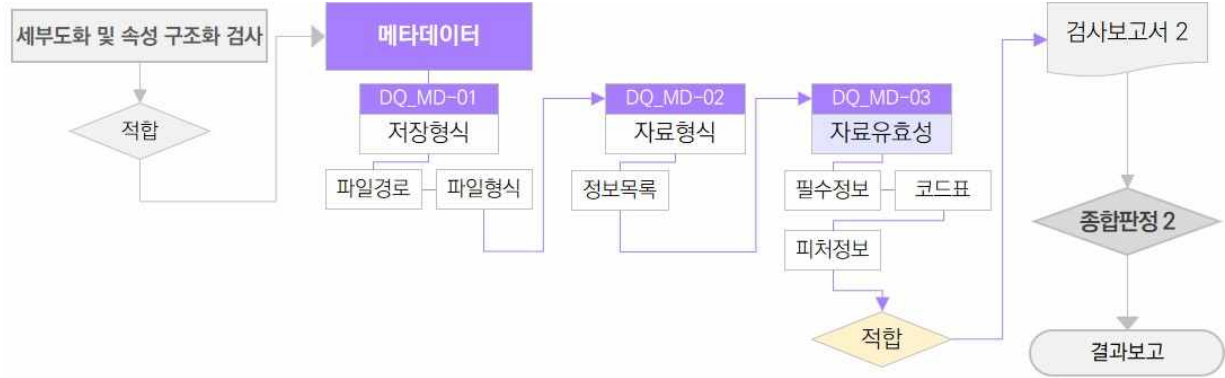 세부도화 및 속성 구조화 검사
적합
메타데이터
DQ_MD-01
저장형식
파일경로
파일형식
DQ_MD-02
자료형식
정보목록
DQ_MD-03
자료유효성
필수정보
코드표
피처정보
적합
검사보고서 2
종합판정 2
결과보고